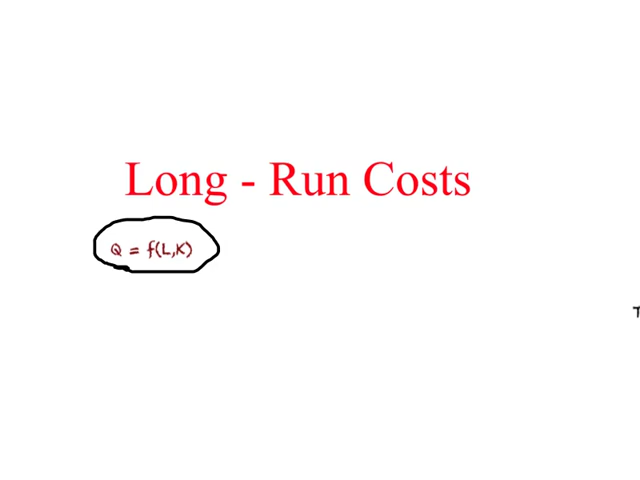 Long - Run Costs
Q = f(L,K)